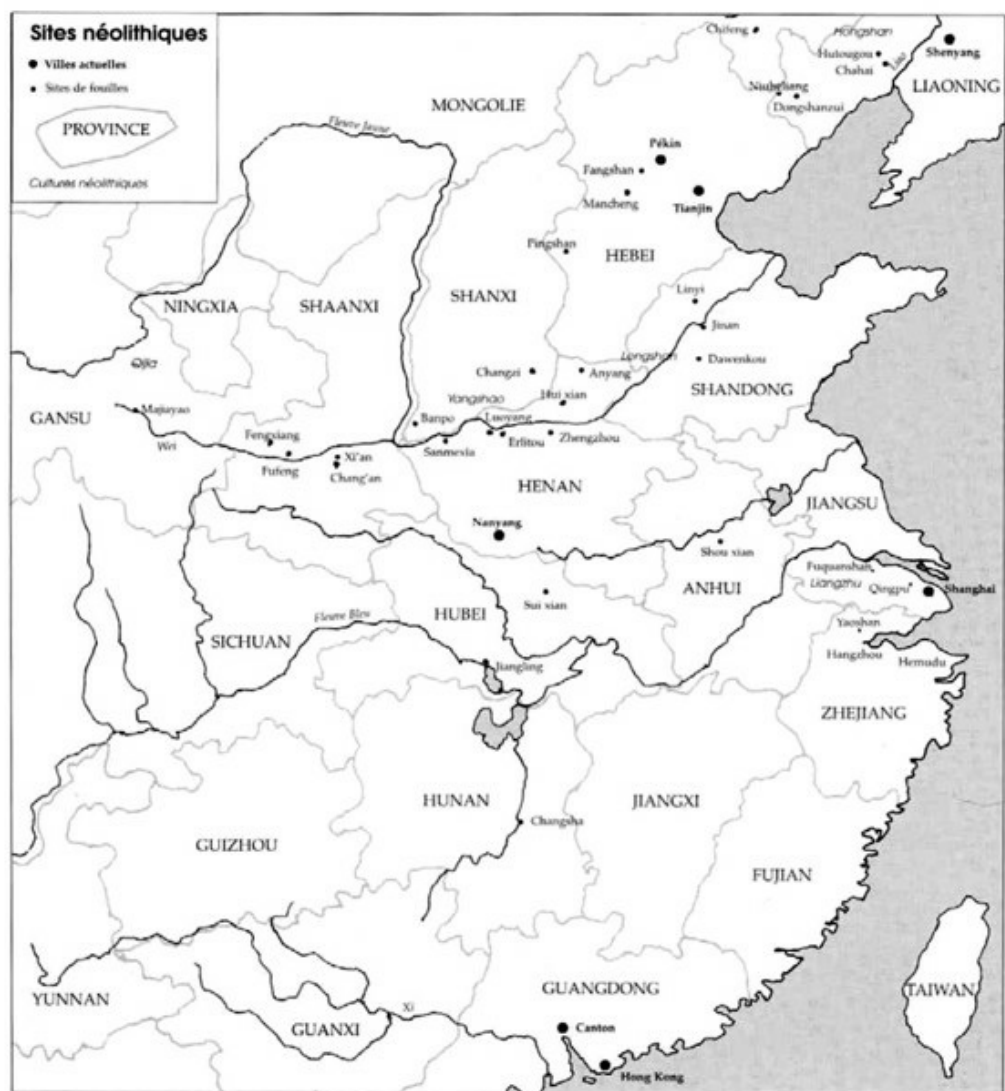 Sites néolithiques
Villes actuelles
Sites de fouilles
PROVINCE
Cultures néolithiques
Chifeng
Hongshan
Hutougou
Chahai
Liao
Shenyang
LIAONING
Niuheliang
Dongshanzui
MONGOLIE
Fleuve Jaune
Pékin
Fangshan
Mancheng
Tianjin
Pingshan
HEBEI
NINGXIA
SHAANXI
SHANXI
Linyi
Jinan
Qijia
Longshan
Dawenkou
Changzi
Anyang
SHANDONG
Yangshao
Hui xian
GANSU
Majiayao
Banpo
Luoyang
Wei
Fengxiang
Sanmexia
Erlitou
Zhengzhou
Fufeng
Xi'an
Chang'an
HENAN
JIANGSU
Nanyang
Shou xian
Fuquanshan
ANHUI
Liangzhu
Qingpu
Shanghai
Sui xian
Fleuve Bleu
HUBEI
SICHUAN
Yaoshan
Hangzhou
Hemudu
Jiangling
ZHEJIANG
HUNAN
JIANGXI
Changsha
GUIZHOU
FUJIAN
YUNNAN
GUANGDONG
TAIWAN
Xi
GUANXI
Canton
Hong Kong